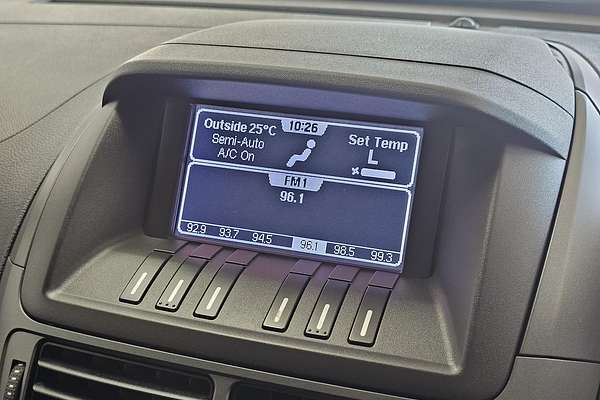 Outside 25°C
10:26
Semi-Auto
A/C On
Set Temp
L
FM1
96.1
92.9 93.7 94.5 96.1 98.5 99.3